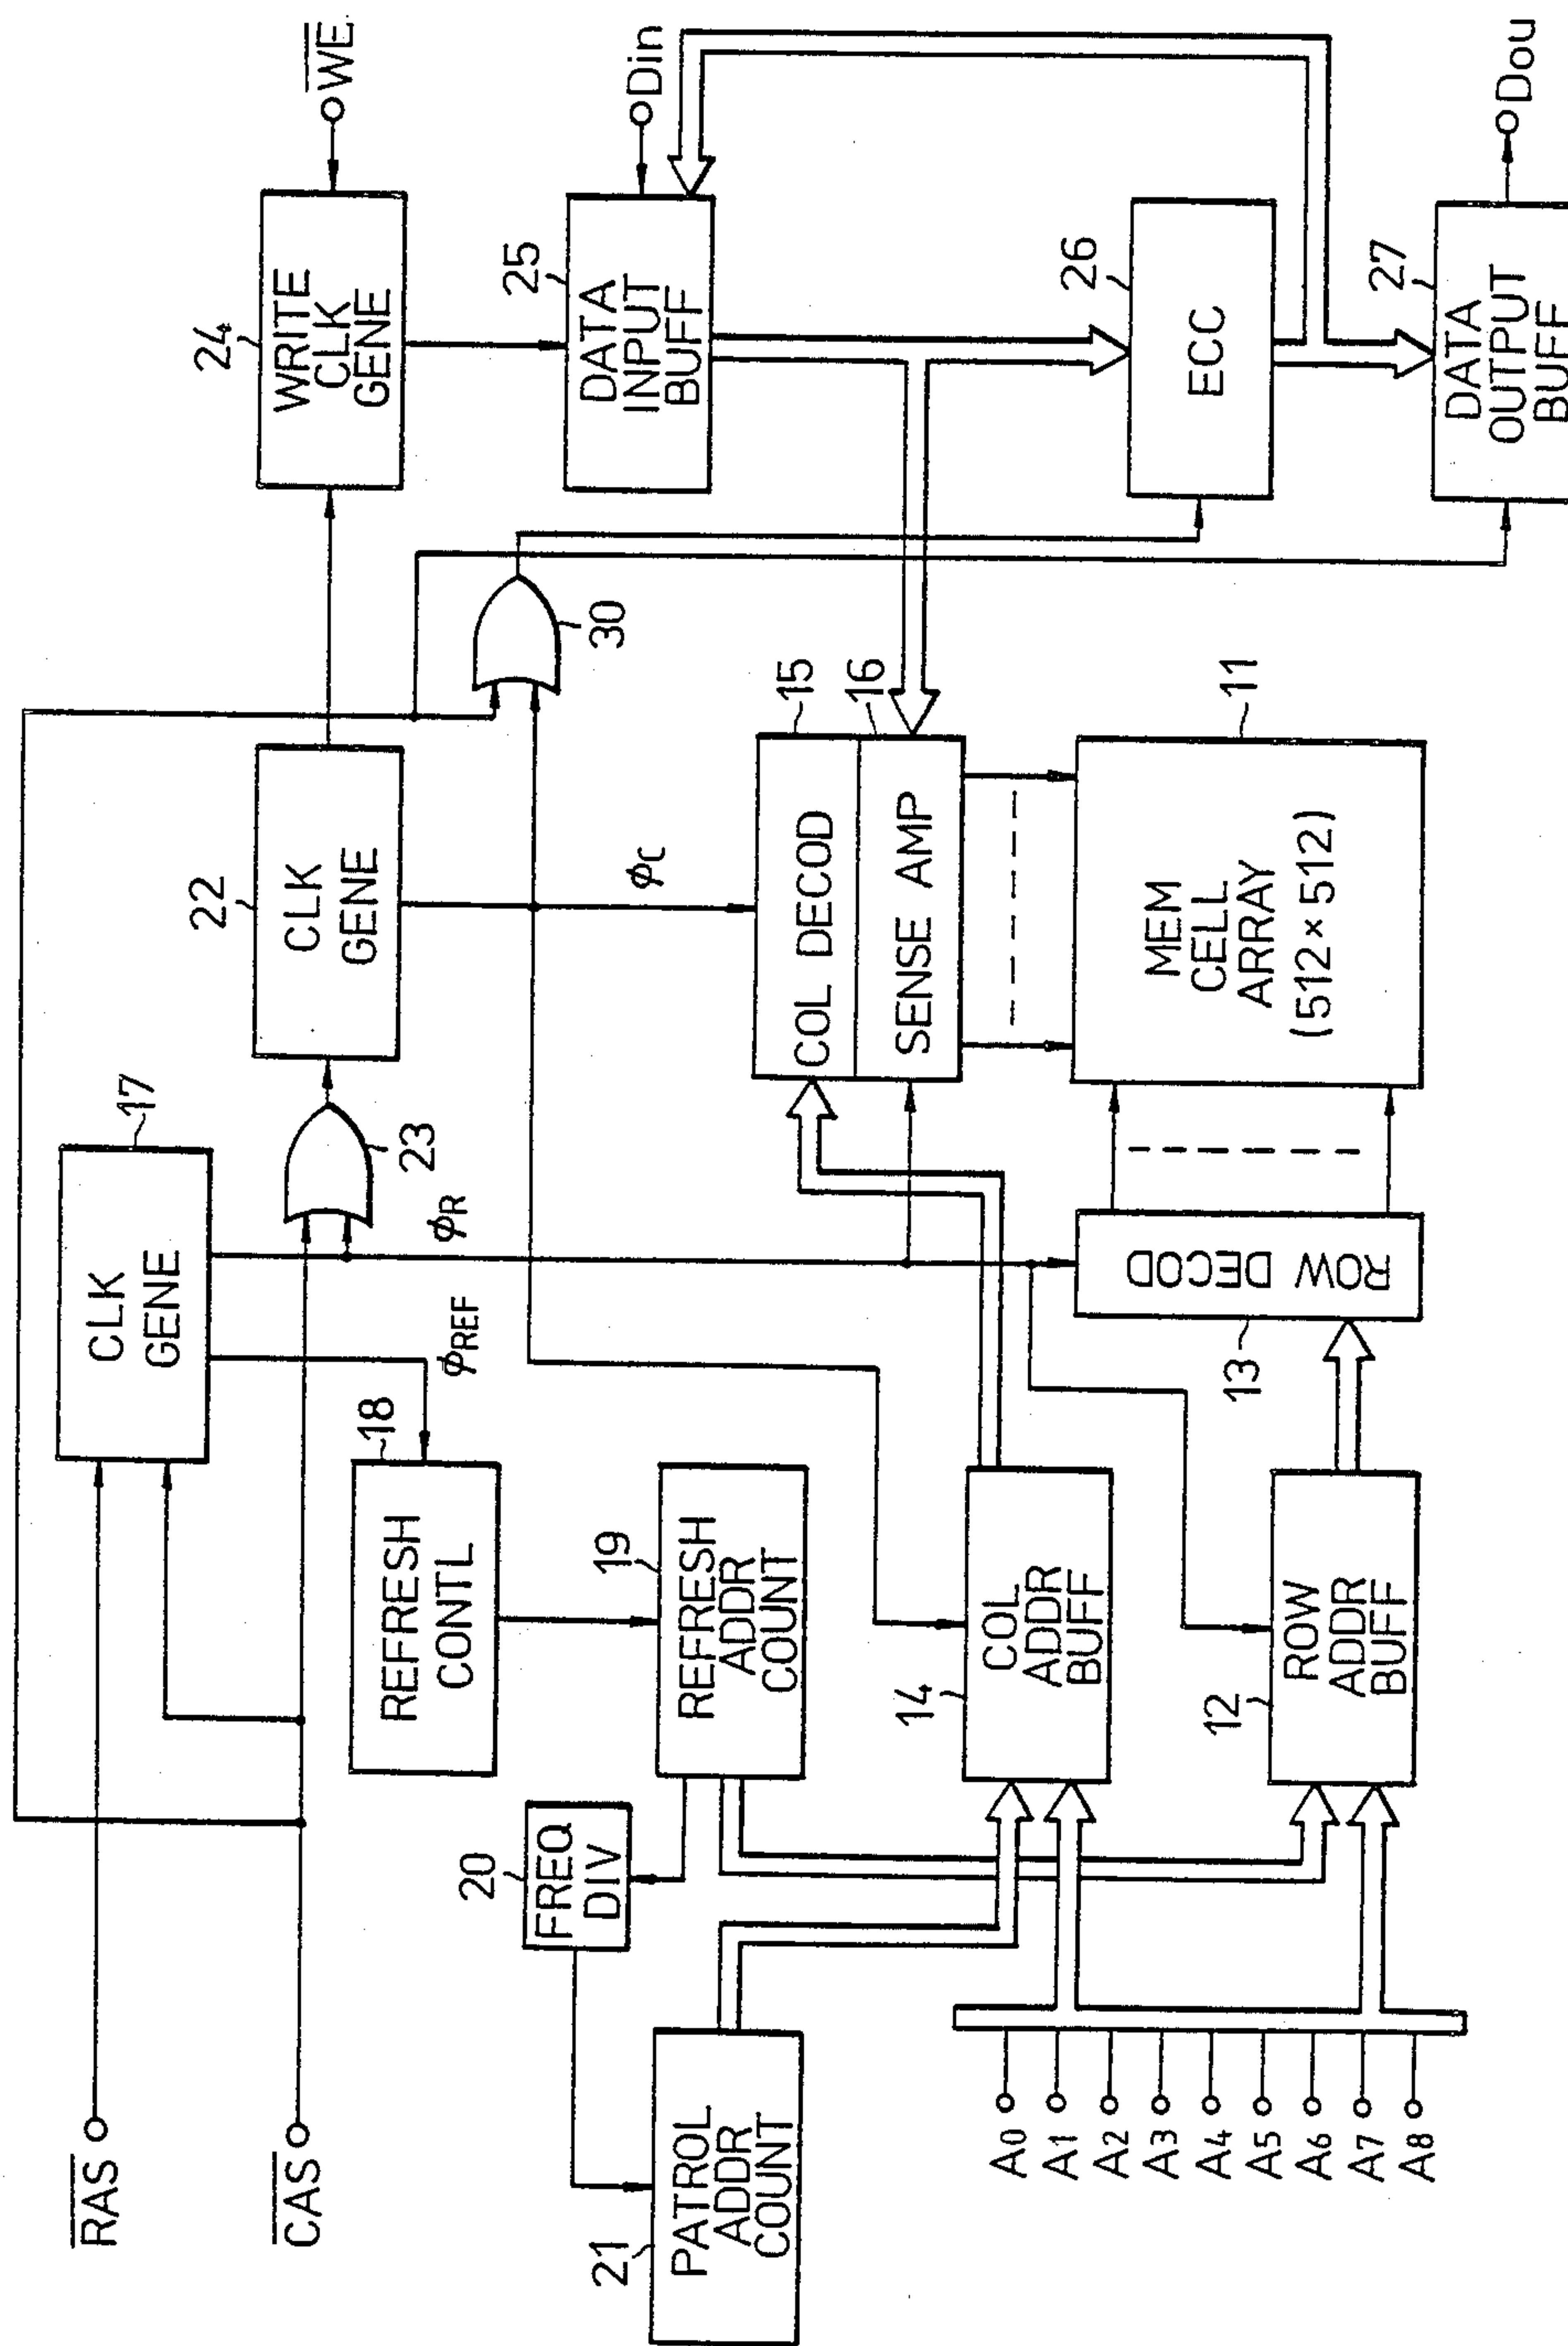 RAS
CAS
17
CLK
GENE
22
CLK
GENE
24
WRITE
CLK
GENE
WE
23
ϕR
ϕREF
18
REFRESH
CONTL
30
25
DATA
INPUT
BUFF
Din
20
FREQ
DIV
19
REFRESH
ADDR
COUNT
21
PATROL
ADDR
COUNT
ϕC
15
COL DECOD
16
SENSE AMP
14
COL
ADDR
BUFF
26
ECC
11
MEM
CELL
ARRAY
(512×512)
13
ROW DECOD
12
ROW
ADDR
BUFF
27
DATA
OUTPUT
BUFF
Dou
A0
A1
A2
A3
A4
A5
A6
A7
A8